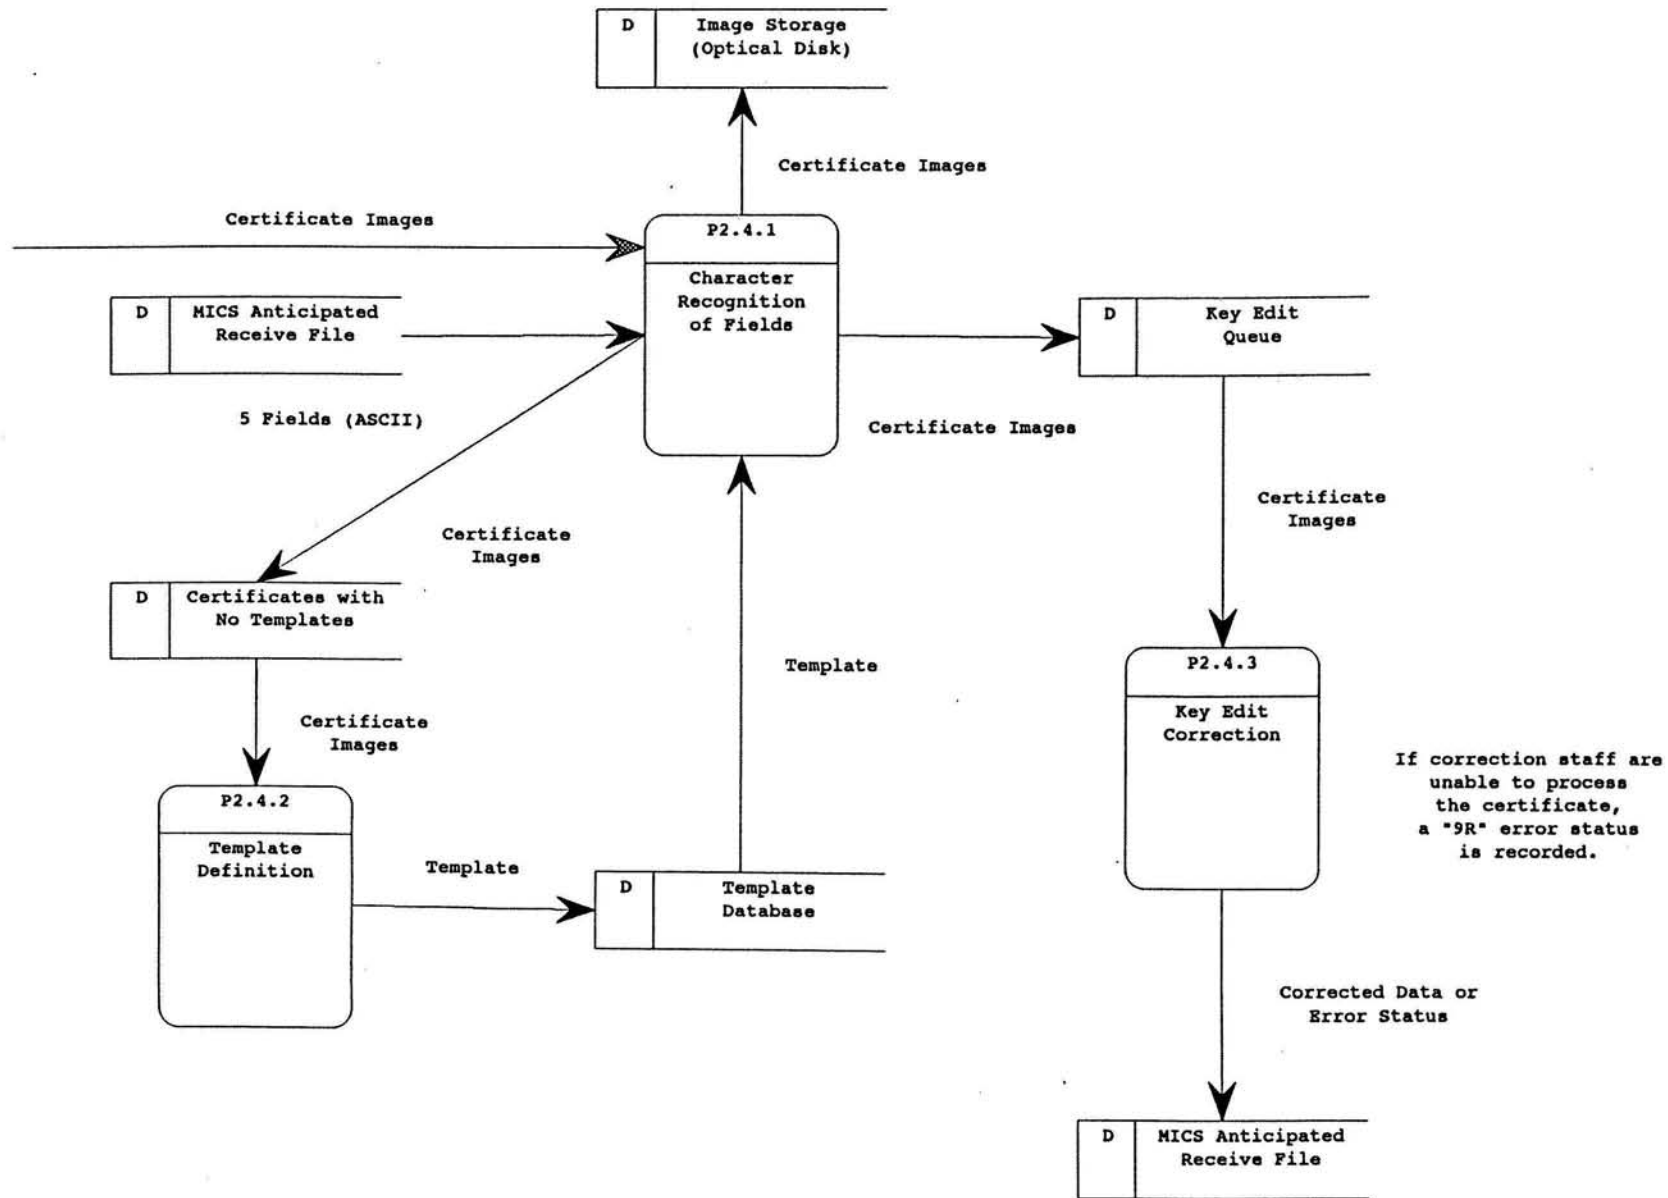 D
Image Storage
(Optical Disk)
Certificate Images
Certificate Images
P2.4.1
Character
Recognition
of Fields
D
MICS Anticipated
Receive File
D
Key Edit
Queue
5 Fields (ASCII)
Certificate Images
Certificate
Images
Certificate
Images
D
Certificates with
No Templates
Template
P2.4.3
Key Edit
Correction
Certificate
Images
If correction staff are
unable to process
the certificate,
a "9R" error status
is recorded.
P2.4.2
Template
Definition
Template
D
Template
Database
Corrected Data or
Error Status
D
MICS Anticipated
Receive File